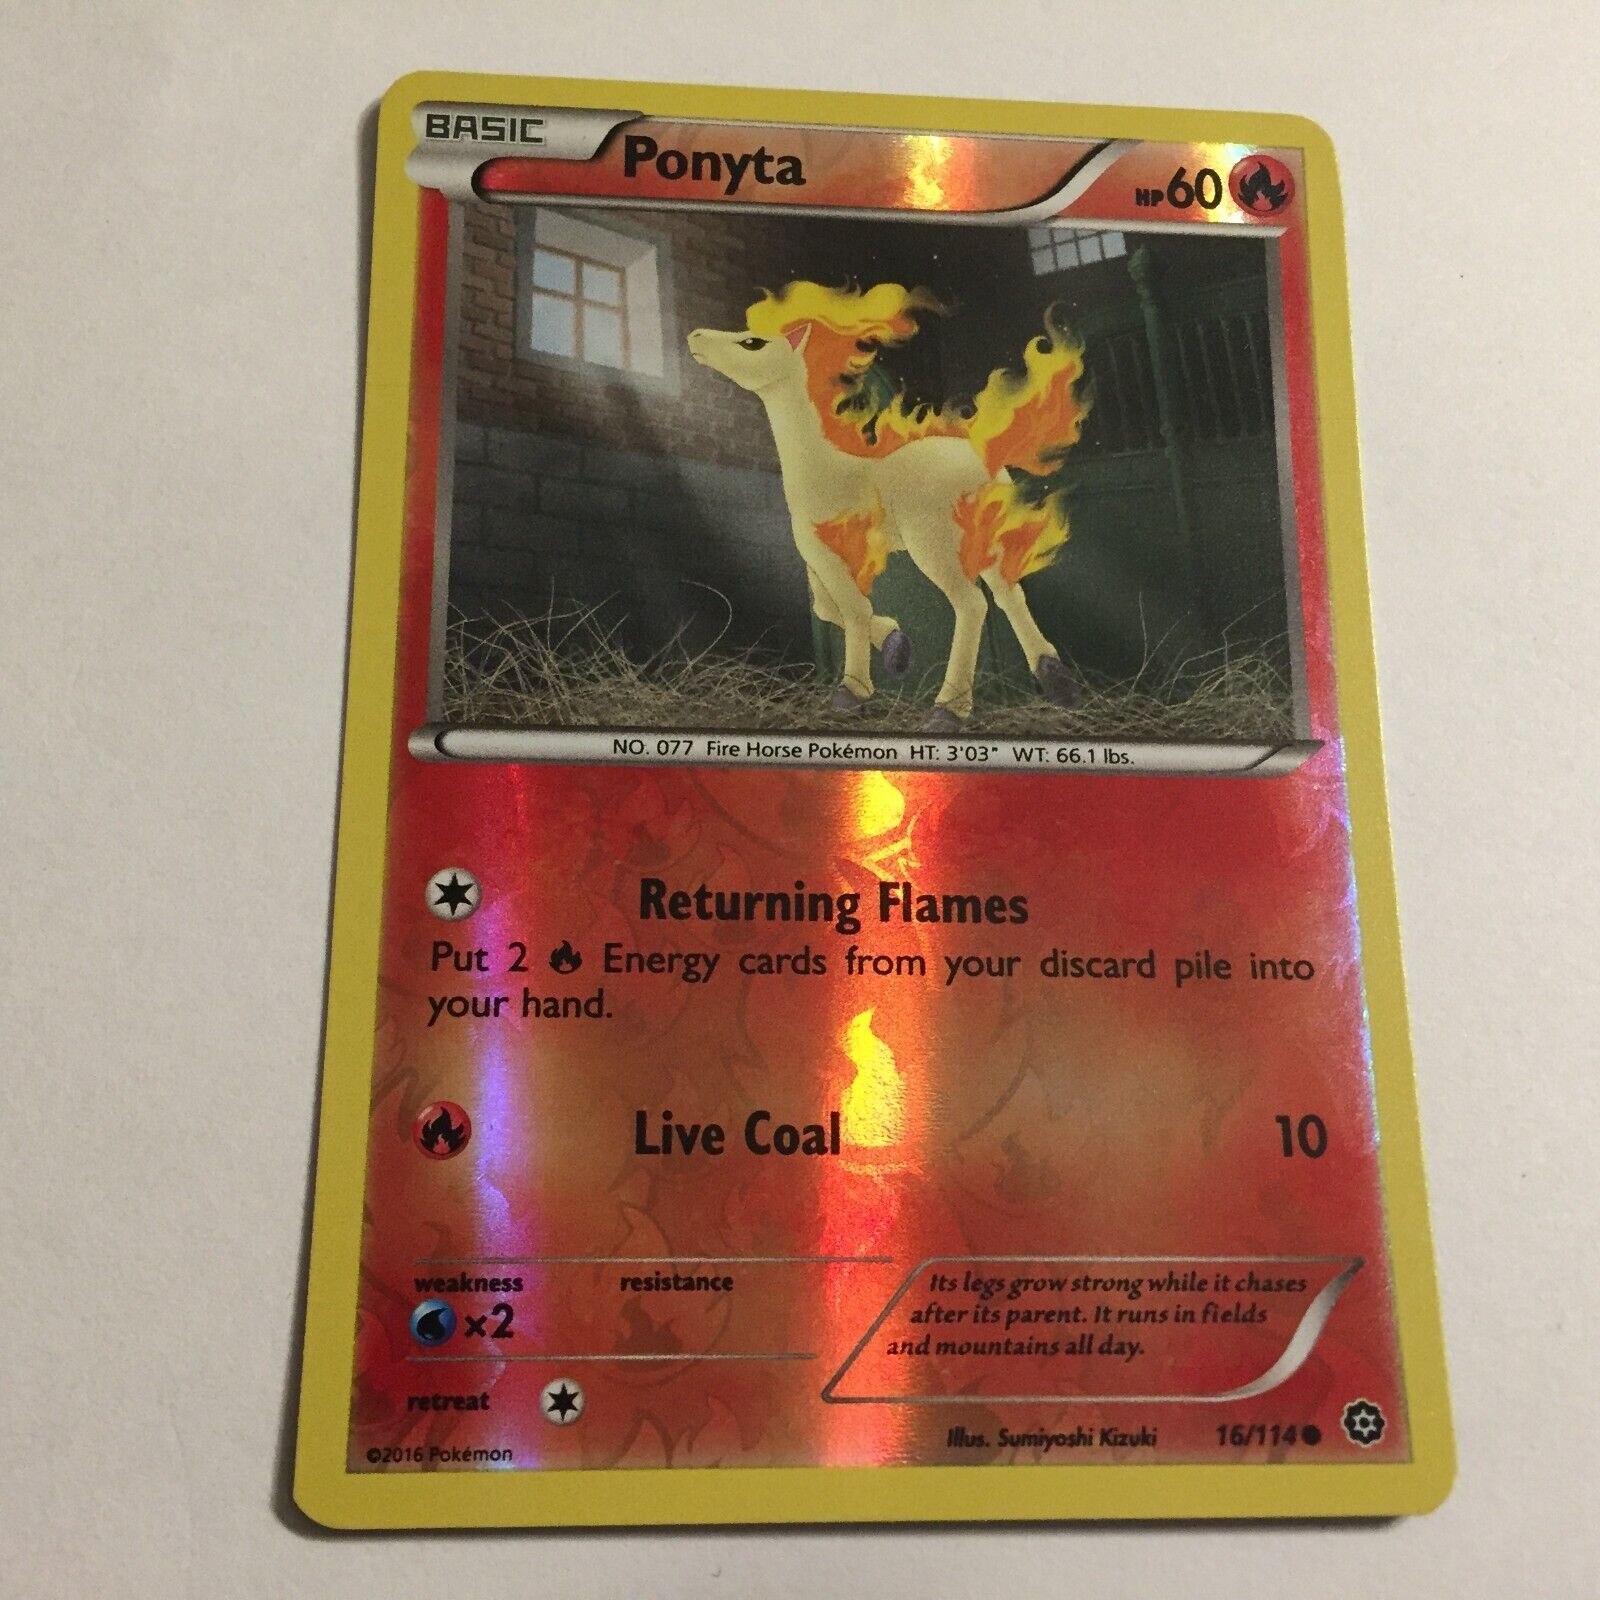 BASIC
Ponyta
HP60
NO. 077 Fire Horse Pokémon HT: 3'03" WT: 66.1 lbs.
Returning Flames
Put 2 Energy cards from your discard pile into
your hand.
Live Coal 10
weakness resistance
×2
Its legs grow strong while it chases
after its parent. It runs in fields
and mountains all day.
retreat
Illus. Sumiyoshi Kizuki 16/114
©2016 Pokémon